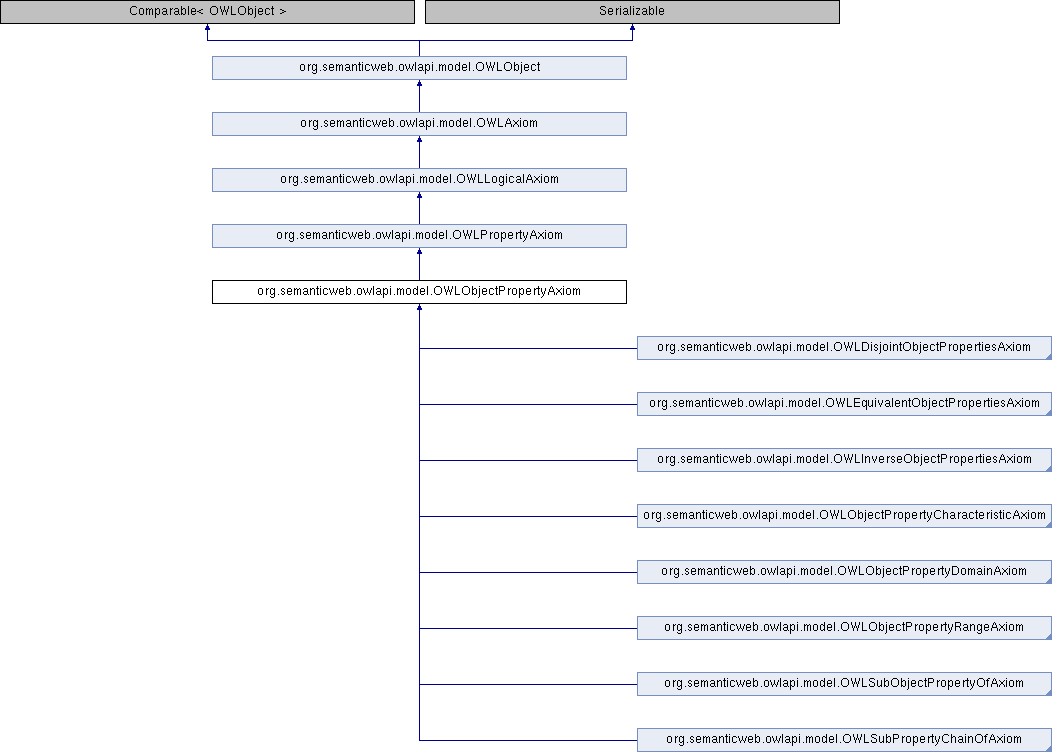 Comparable< OWLObject >
Serializable
org.semanticweb.owlapi.model.OWLObject
org.semanticweb.owlapi.model.OWLAxiom
org.semanticweb.owlapi.model.OWLLogicalAxiom
org.semanticweb.owlapi.model.OWLPropertyAxiom
org.semanticweb.owlapi.model.OWLObjectPropertyAxiom
org.semanticweb.owlapi.model.OWLDisjointObjectPropertiesAxiom
org.semanticweb.owlapi.model.OWLEquivalentObjectPropertiesAxiom
org.semanticweb.owlapi.model.OWLInverseObjectPropertiesAxiom
org.semanticweb.owlapi.model.OWLObjectPropertyCharacteristicAxiom
org.semanticweb.owlapi.model.OWLObjectPropertyDomainAxiom
org.semanticweb.owlapi.model.OWLObjectPropertyRangeAxiom
org.semanticweb.owlapi.model.OWLSubObjectPropertyOfAxiom
org.semanticweb.owlapi.model.OWLSubPropertyChainOfAxiom